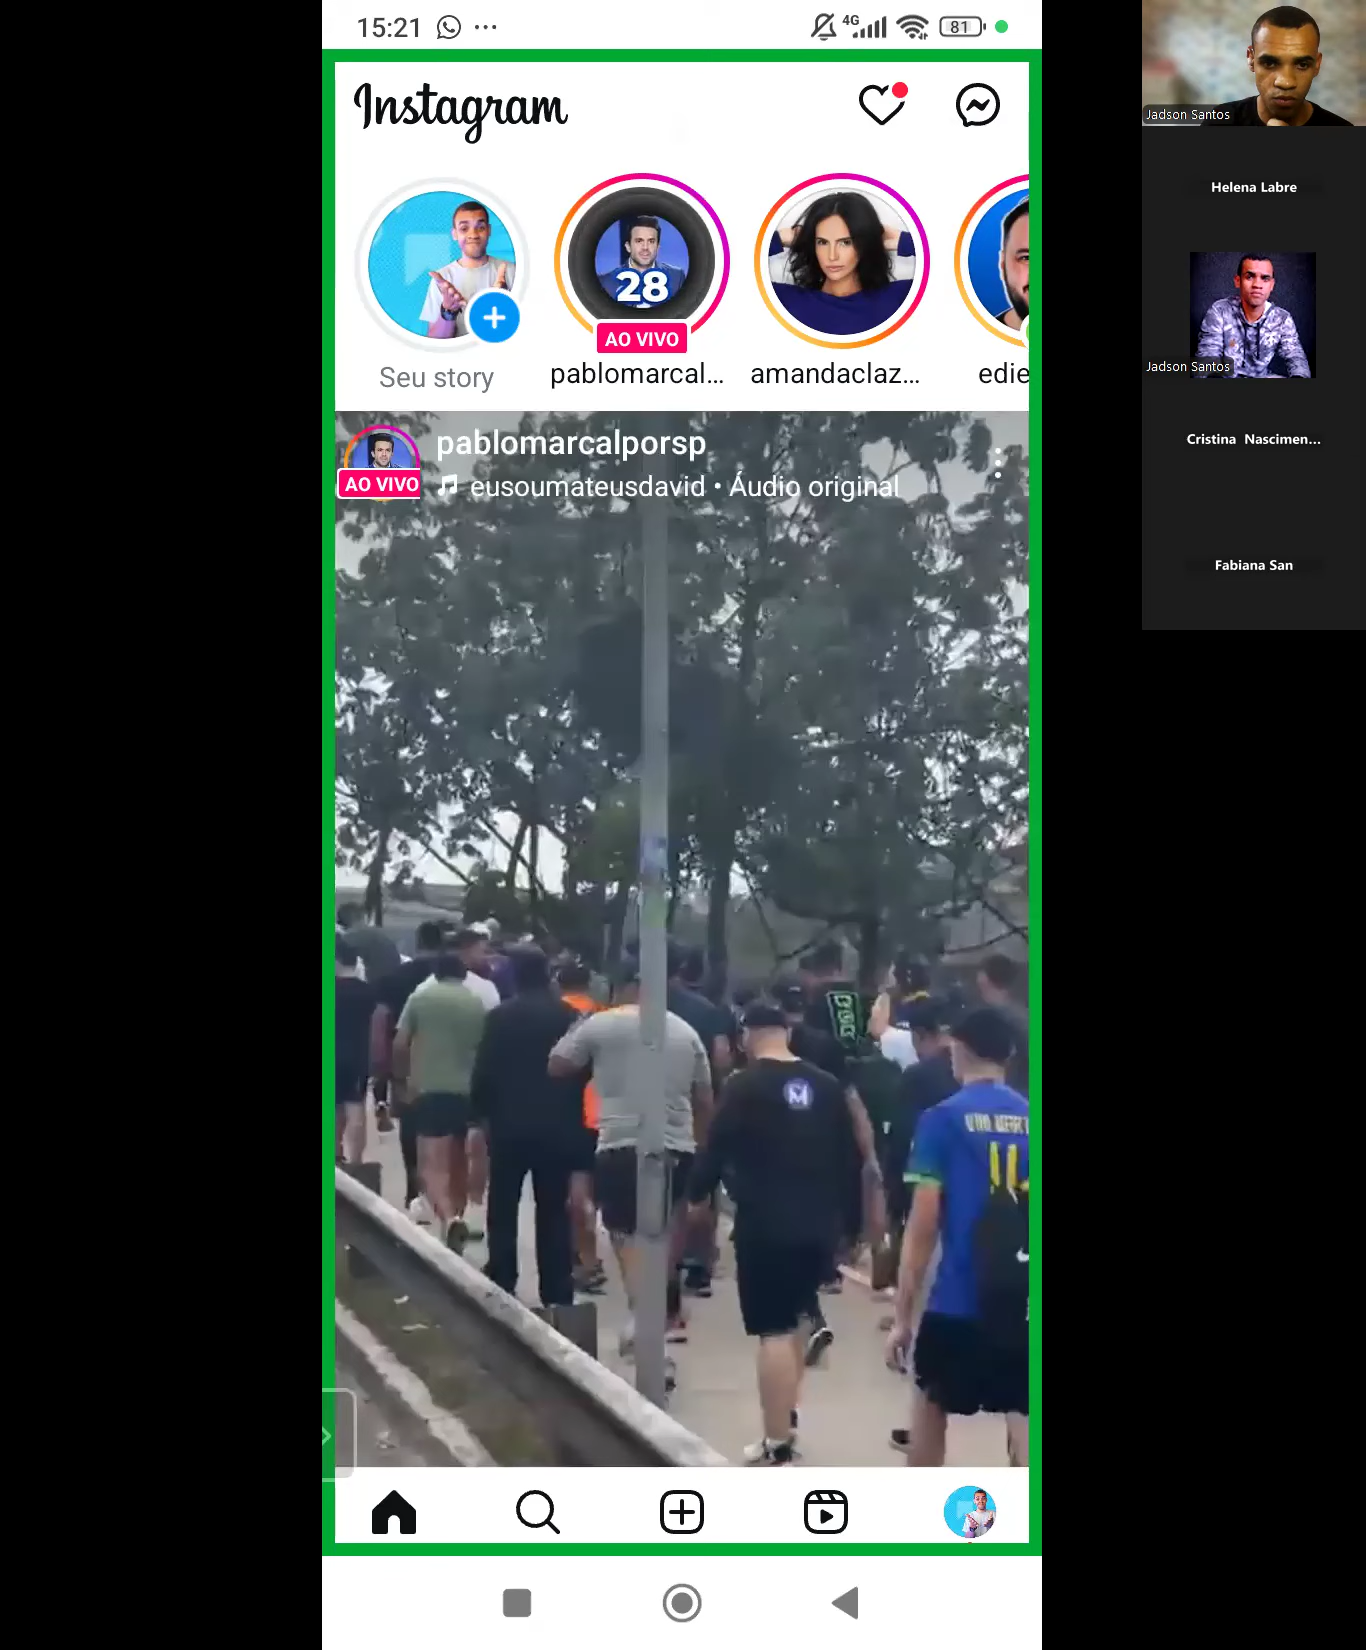 15:21
4G
81
Instagram
28
AO VIVO
Seu story
pablomarcal...
amandaclaz...
edie
pablomarcalporsp
AO VIVO
eusoumateusdavid • Áudio original
M
Jadson Santos
Helena Labre
Jadson Santos
Cristina Nascimen...
Fabiana San